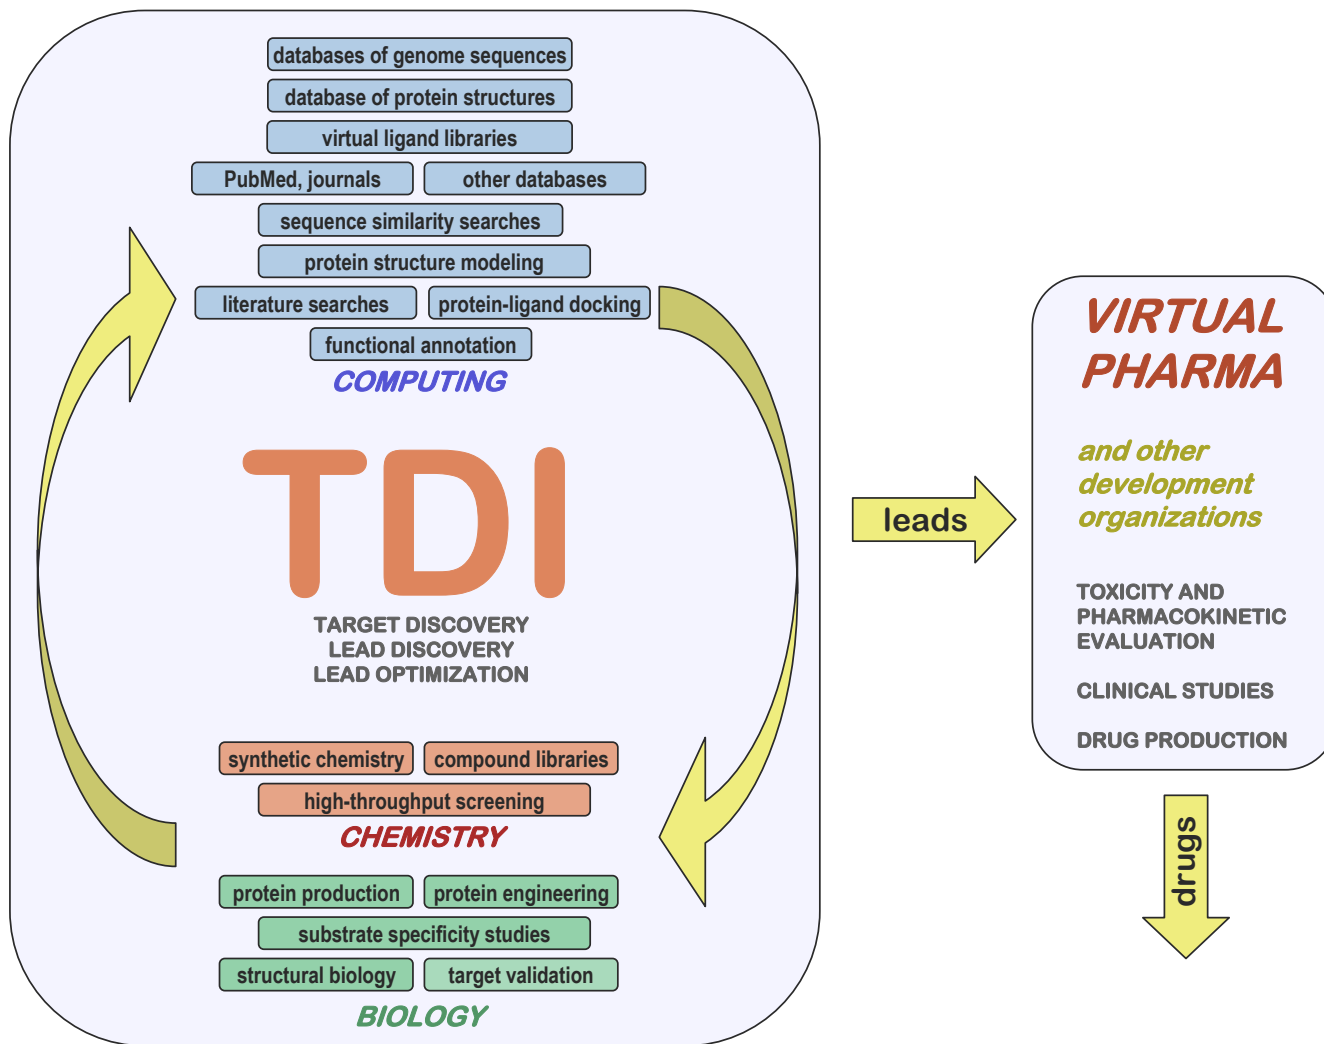 databases of genome sequences
database of protein structures
virtual ligand libraries
PubMed, journals
other databases
sequence similarity searches
protein structure modeling
literature searches
protein-ligand docking
functional annotation
COMPUTING
TDI
TARGET DISCOVERY
LEAD DISCOVERY
LEAD OPTIMIZATION
synthetic chemistry
compound libraries
high-throughput screening
CHEMISTRY
protein production
protein engineering
substrate specificity studies
structural biology
target validation
BIOLOGY
leads
VIRTUAL
PHARMA
and other
development
organizations
TOXICITY AND
PHARMACOKINETIC
EVALUATION
CLINICAL STUDIES
DRUG PRODUCTION
drugs